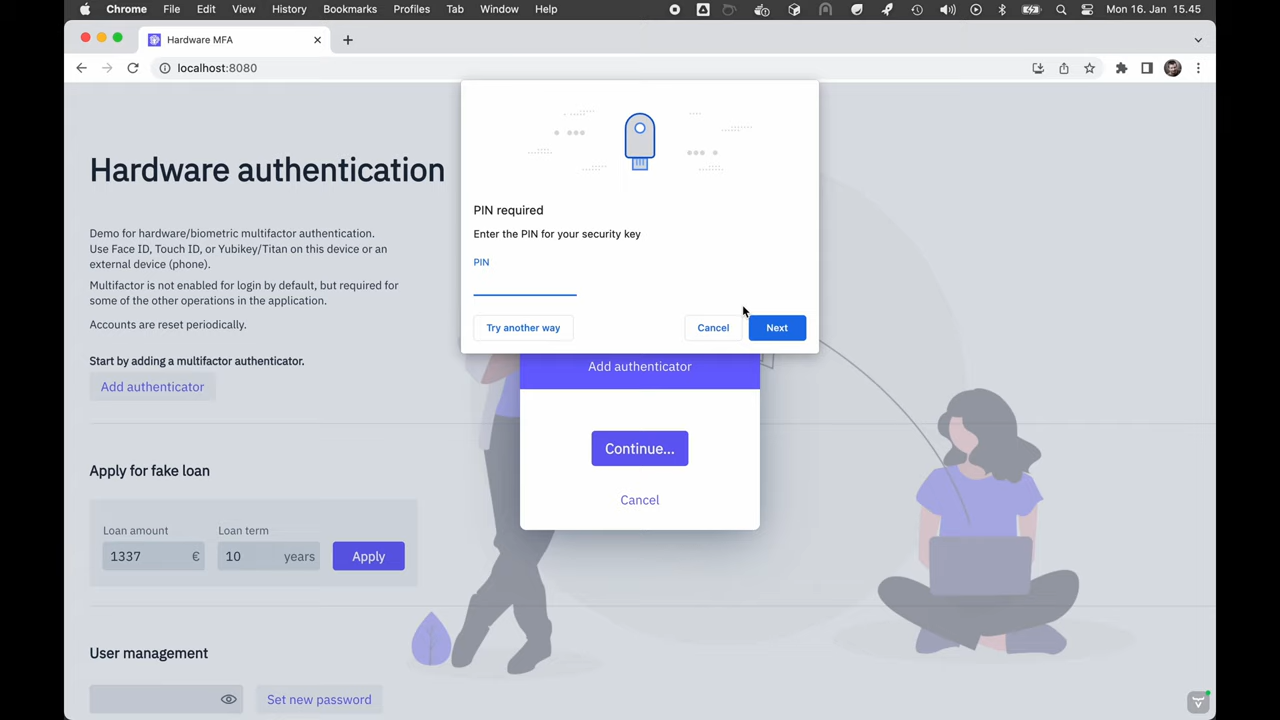 Chrome File Edit View History Bookmarks Profiles Tab Window Help Mon 16. Jan 15.45
Hardware MFA
localhost:8080
Hardware authentication
Demo for hardware/biometric multifactor authentication.
Use Face ID, Touch ID, or Yubikey/Titan on this device or an
external device (phone).
Multifactor is not enabled for login by default, but required for
some of the other operations in the application.
Accounts are reset periodically.
Start by adding a multifactor authenticator.
Add authenticator
PIN required
Enter the PIN for your security key
PIN
Try another way Cancel Next
Add authenticator
Continue...
Cancel
Apply for fake loan
Loan amount Loan term
1337 € 10 years Apply
User management
Set new password